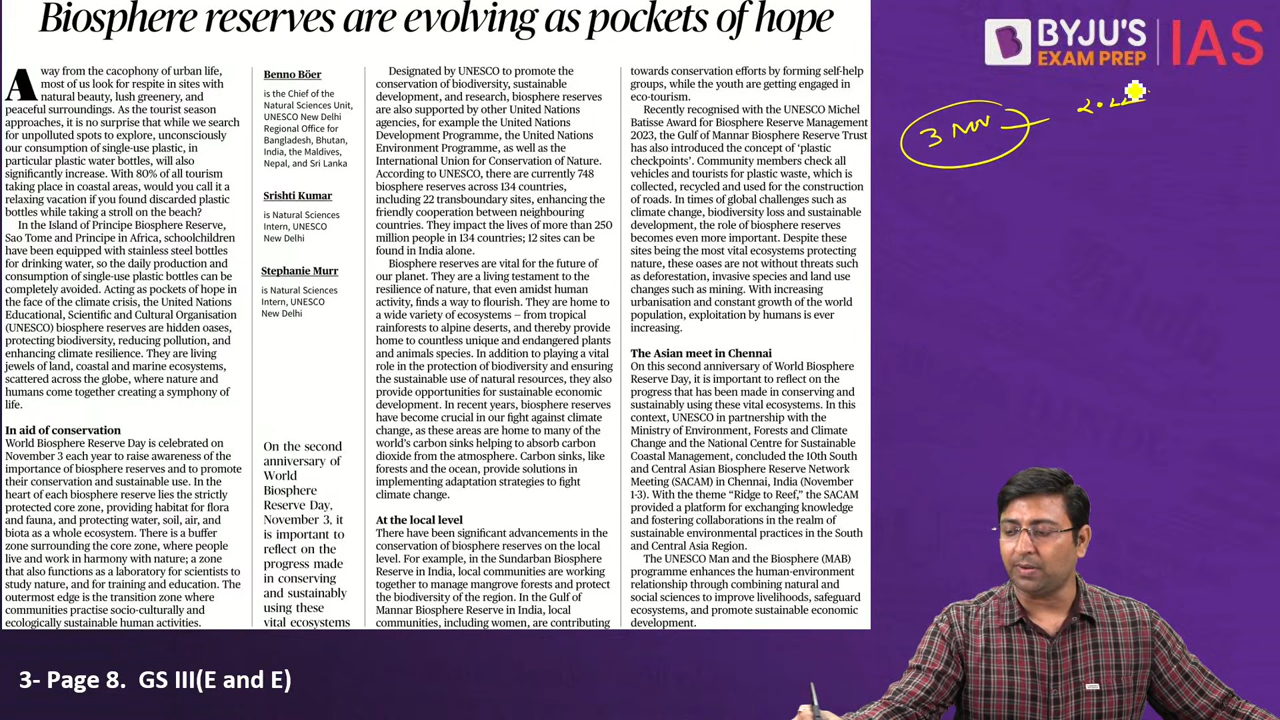 Biosphere reserves are evolving as pockets of hope
Away from the cacophony of urban life,
most of us look for respite in sites with
natural beauty, lush greenery, and
peaceful surroundings. As the tourist season
approaches, it is no surprise that while we search
for unpolluted spots to explore, unconsciously
our consumption of single-use plastic, in
particular plastic water bottles, will also
significantly increase. With 80% of all tourism
taking place in coastal areas, would you call it a
relaxing vacation if you found discarded plastic
bottles while taking a stroll on the beach?
In the Island of Principe Biosphere Reserve,
Sao Tome and Principe in Africa, schoolchildren
have been equipped with stainless steel bottles
for drinking water, so the daily production and
consumption of single-use plastic bottles can be
completely avoided. Acting as pockets of hope in
the face of the climate crisis, the United Nations
Educational, Scientific and Cultural Organisation
(UNESCO) biosphere reserves are hidden oases,
protecting biodiversity, reducing pollution, and
enhancing climate resilience. They are living
jewels of land, coastal and marine ecosystems,
scattered across the globe, where nature and
humans come together creating a symphony of
life.
In aid of conservation
World Biosphere Reserve Day is celebrated on
November 3 each year to raise awareness of the
importance of biosphere reserves and to promote
their conservation and sustainable use. In the
heart of each biosphere reserve lies the strictly
protected core zone, providing habitat for flora
and fauna, and protecting water, soil, air, and
biota as a whole ecosystem. There is a buffer
zone surrounding the core zone, where people
live and work in harmony with nature; a zone
that also functions as a laboratory for scientists to
study nature, and for training and education. The
outermost edge is the transition zone where
communities practise socio-culturally and
ecologically sustainable human activities.
Benno Böer
is the Chief of the
Natural Sciences Unit,
UNESCO New Delhi
Regional Office for
Bangladesh, Bhutan,
India, the Maldives,
Nepal, and Sri Lanka
Srishti Kumar
is Natural Sciences
Intern, UNESCO
New Delhi
Stephanie Murr
is Natural Sciences
Intern, UNESCO
New Delhi
On the second
anniversary of
World
Biosphere
Reserve Day,
November 3, it
is important to
reflect on the
progress made
in conserving
and sustainably
using these
vital ecosystems
Designated by UNESCO to promote the
conservation of biodiversity, sustainable
development, and research, biosphere reserves
are also supported by other United Nations
agencies, for example the United Nations
Development Programme, the United Nations
Environment Programme, as well as the
International Union for Conservation of Nature.
According to UNESCO, there are currently 748
biosphere reserves across 134 countries,
including 22 transboundary sites, enhancing the
friendly cooperation between neighbouring
countries. They impact the lives of more than 250
million people in 134 countries; 12 sites can be
found in India alone.
Biosphere reserves are vital for the future of
our planet. They are a living testament to the
resilience of nature, that even amidst human
activity, finds a way to flourish. They are home to
a wide variety of ecosystems — from tropical
rainforests to alpine deserts, and thereby provide
home to countless unique and endangered plants
and animals species. In addition to playing a vital
role in the protection of biodiversity and ensuring
the sustainable use of natural resources, they also
provide opportunities for sustainable economic
development. In recent years, biosphere reserves
have become crucial in our fight against climate
change, as these areas are home to many of the
world's carbon sinks helping to absorb carbon
dioxide from the atmosphere. Carbon sinks, like
forests and the ocean, provide solutions in
implementing adaptation strategies to fight
climate change.
At the local level
There have been significant advancements in the
conservation of biosphere reserves on the local
level. For example, in the Sundarban Biosphere
Reserve in India, local communities are working
together to manage mangrove forests and protect
the biodiversity of the region. In the Gulf of
Mannar Biosphere Reserve in India, local
communities, including women, are contributing
towards conservation efforts by forming self-help
groups, while the youth are getting engaged in
eco-tourism.
Recently recognised with the UNESCO Michel
Batisse Award for Biosphere Reserve Management
2023, the Gulf of Mannar Biosphere Reserve Trust
has also introduced the concept of 'plastic
checkpoints'. Community members check all
vehicles and tourists for plastic waste, which is
collected, recycled and used for the construction
of roads. In times of global challenges such as
climate change, biodiversity loss and sustainable
development, the role of biosphere reserves
becomes even more important. Despite these
sites being the most vital ecosystems protecting
nature, these oases are not without threats such
as deforestation, invasive species and land use
changes such as mining. With increasing
urbanisation and constant growth of the world
population, exploitation by humans is ever
increasing.
The Asian meet in Chennai
On this second anniversary of World Biosphere
Reserve Day, it is important to reflect on the
progress that has been made in conserving and
sustainably using these vital ecosystems. In this
context, UNESCO in partnership with the
Ministry of Environment, Forests and Climate
Change and the National Centre for Sustainable
Coastal Management, concluded the 10th South
and Central Asian Biosphere Reserve Network
Meeting (SACAM) in Chennai, India (November
1-3). With the theme "Ridge to Reef," the SACAM
provided a platform for exchanging knowledge
and fostering collaborations in the realm of
sustainable environmental practices in the South
and Central Asia Region.
The UNESCO Man and the Biosphere (MAB)
programme enhances the human-environment
relationship through combining natural and
social sciences to improve livelihoods, safeguard
ecosystems, and promote sustainable economic
development.
BYJU'S
EXAM PREP
IAS
3 Nov
3- Page 8. GS III(E and E)